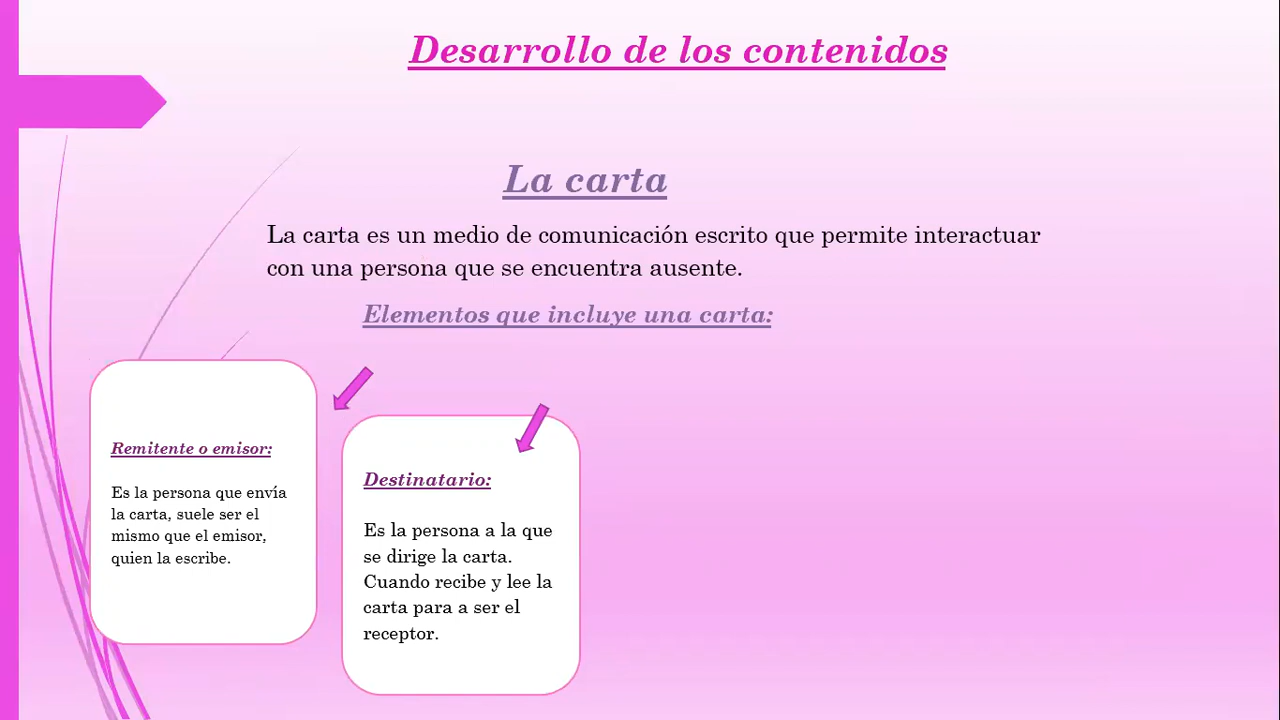 Desarrollo de los contenidos
La carta
La carta es un medio de comunicación escrito que permite interactuar
con una persona que se encuentra ausente.
Elementos que incluye una carta:
Remitente o emisor:
Es la persona que envía
la carta, suele ser el
mismo que el emisor,
quien la escribe.
Destinatario:
Es la persona a la que
se dirige la carta.
Cuando recibe y lee la
carta para a ser el
receptor.